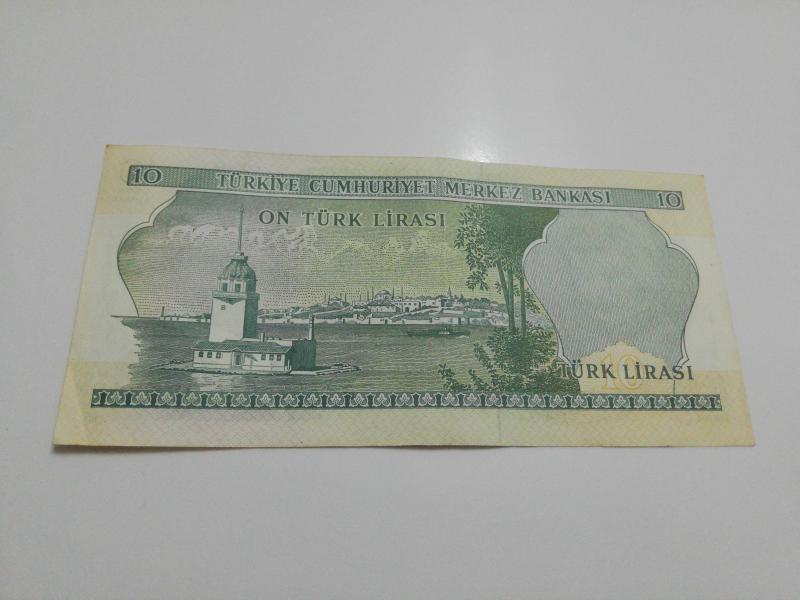 10 TÜRKİYE CUMHURİYET MERKEZ BANKASI 10
ON TÜRK LİRASI
10
TÜRK LİRASI